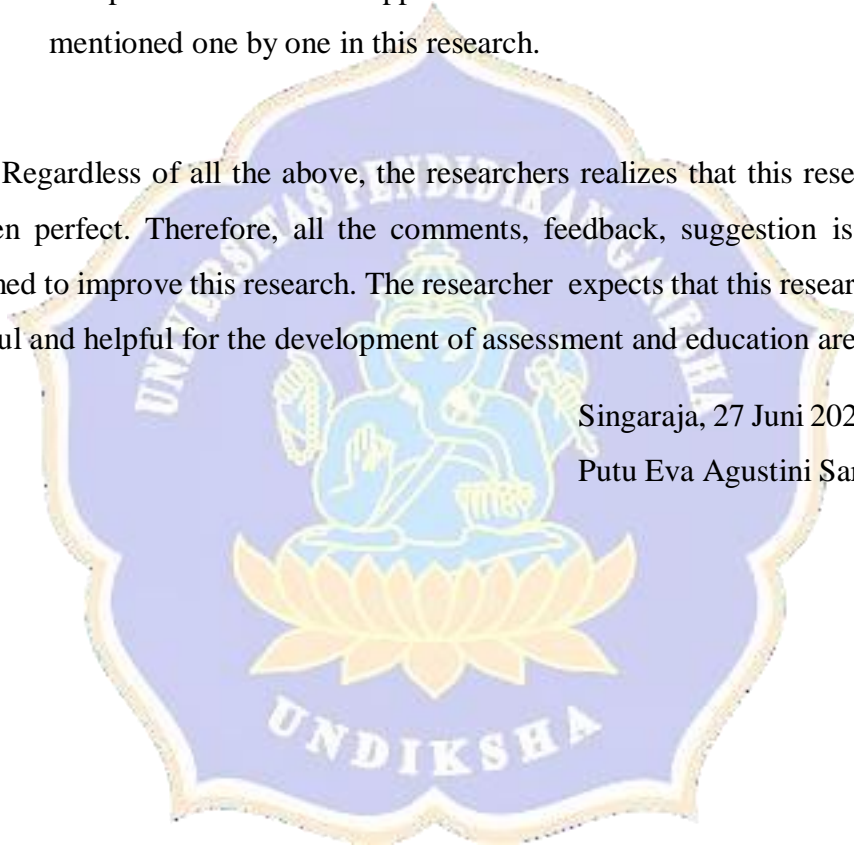 mentioned one by one in this research.
Regardless of all the above, the researchers realizes that this rese
en perfect. Therefore, all the comments, feedback, suggestion is
ned to improve this research. The researcher expects that this resear
ul and helpful for the development of assessment and education are
Singaraja, 27 Juni 202
Putu Eva Agustini Sar
UNIVERSITAS PENDIDIKAN GANESHA
UNDIKSHA